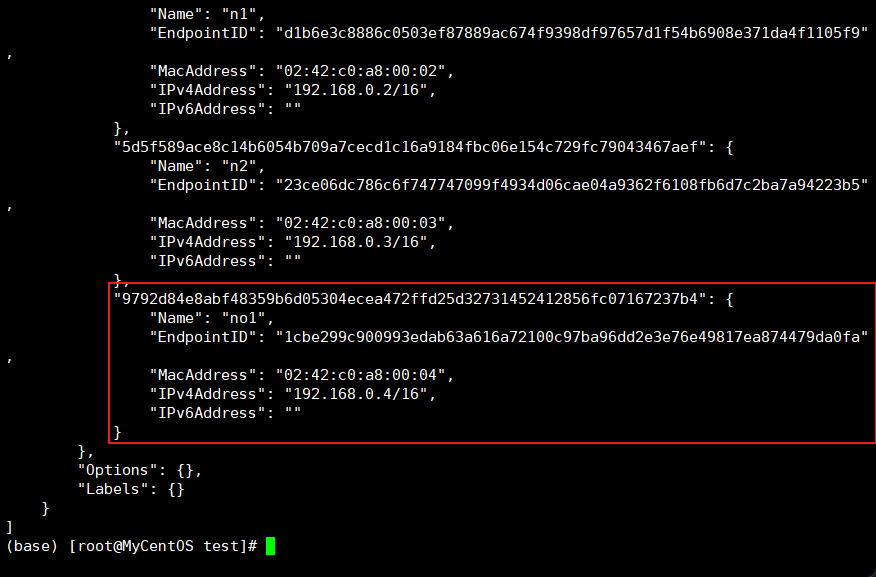 "Name": "n1",
"EndpointID": "d1b6e3c8886c0503ef87889ac674f9398df97657d1f54b6908e371da4f1105f9"
,
"MacAddress": "02:42:c0:a8:00:02",
"IPv4Address": "192.168.0.2/16",
"IPv6Address": ""
},
"5d5f589ace8c14b6054b709a7cecd1c16a9184fbc06e154c729fc79043467aef": {
"Name": "n2",
"EndpointID": "23ce06dc786c6f747747099f4934d06cae04a9362f6108fb6d7c2ba7a94223b5"
,
"MacAddress": "02:42:c0:a8:00:03",
"IPv4Address": "192.168.0.3/16",
"IPv6Address": ""
},
"9792d84e8abf48359b6d05304ecea472ffd25d32731452412856fc07167237b4": {
"Name": "no1",
"EndpointID": "1cbe299c900993edab63a616a72100c97ba96dd2e3e76e49817ea874479da0fa"
,
"MacAddress": "02:42:c0:a8:00:04",
"IPv4Address": "192.168.0.4/16",
"IPv6Address": ""
}
},
"Options": {},
"Labels": {}
}
]
(base) [root@MyCentOS test]#